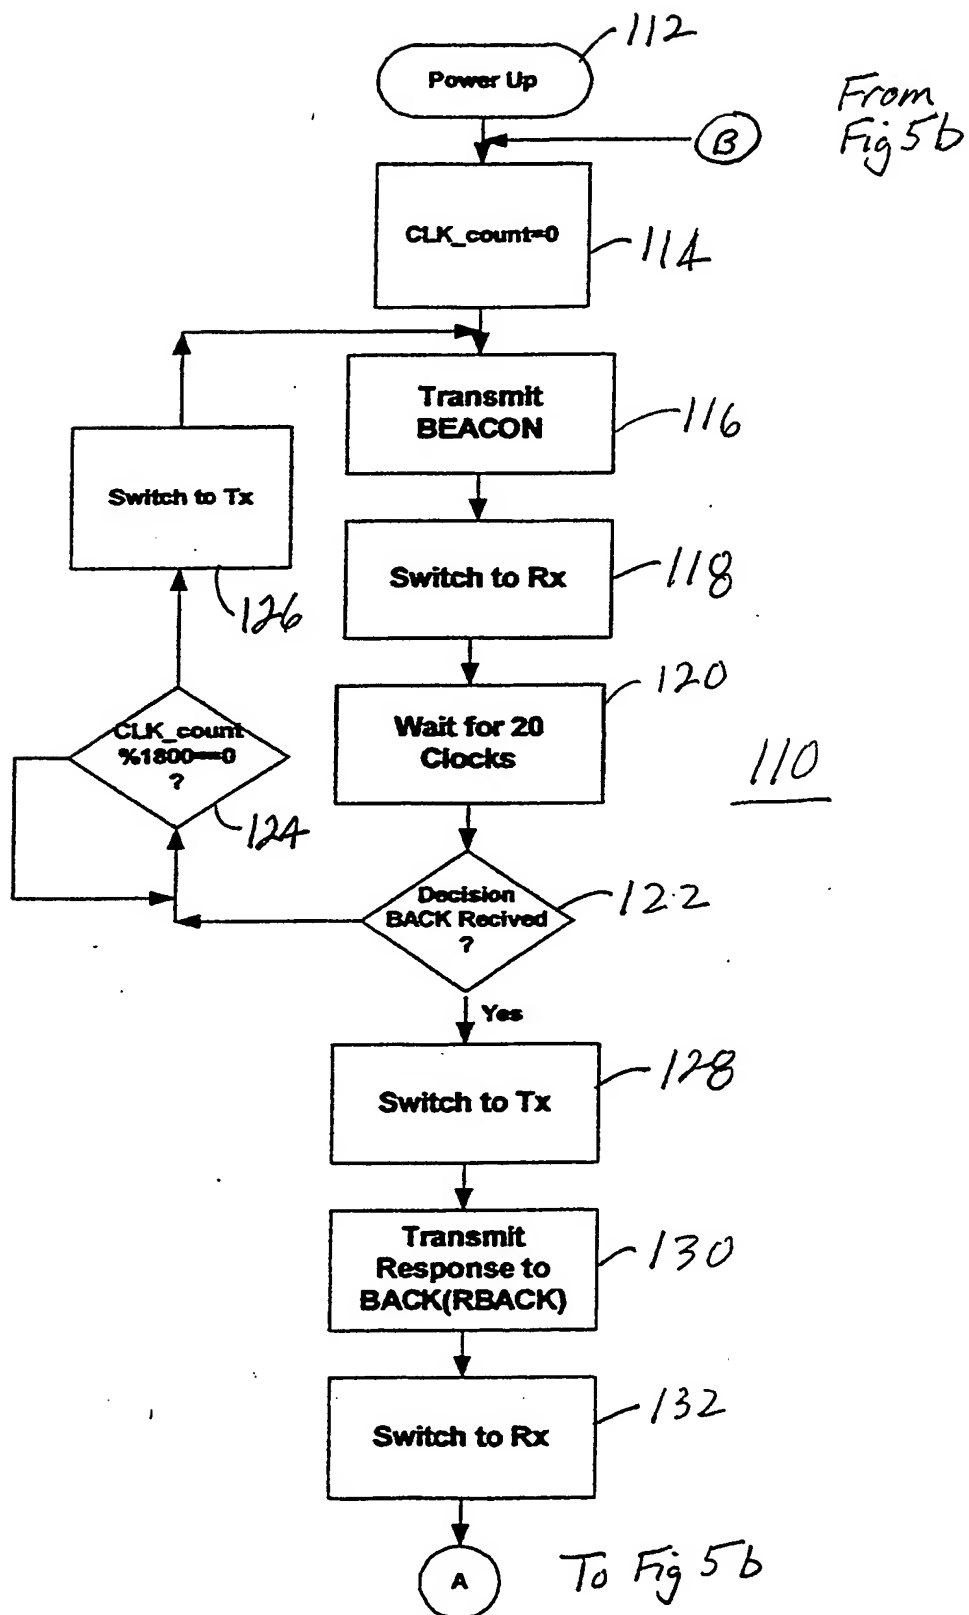 112
Power Up
From
Fig 5b
B
CLK_count=0
114
Transmit
BEACON
116
Switch to Tx
126
Switch to Rx
118
120
Wait for 20
Clocks
CLK_count
%1800==0
?
124
110
Decision
BACK Recived
?
122
Yes
Switch to Tx
128
Transmit
Response to
BACK(RBACK)
130
Switch to Rx
132
A
To Fig 5b